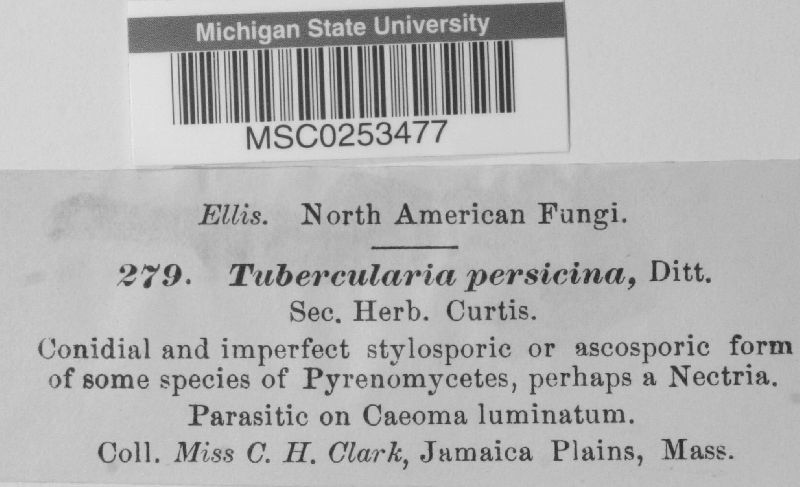 Michigan State University
MSC0253477
Ellis. North American Fungi.
279. Tubercularia persicina, Ditt.
Sec. Herb. Curtis.
Conidial and imperfect stylosporic or ascosporic form
of some species of Pyrenomycetes, perhaps a Nectria.
Parasitic on Caeoma luminatum.
Coll. Miss C. H. Clark, Jamaica Plains, Mass.